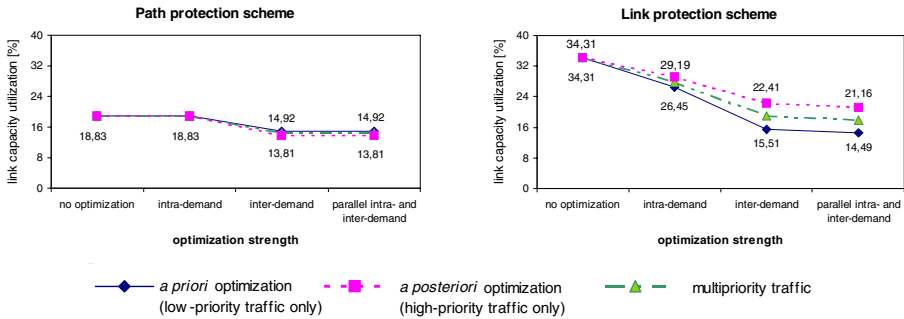 Path protection scheme
link capacity utilization [%]
40
32
24
16
8
0
18,83
18,83
14,92
14,92
13,81
13,81
no optimization
intra-demand
inter-demand
parallel intra- and
inter-demand
optimization strength
Link protection scheme
link capacity utilization [%]
40
32
24
16
8
0
34,31
34,31
29,19
26,45
22,41
15,51
21,16
14,49
no optimization
intra-demand
inter-demand
parallel intra- and
inter-demand
optimization strength
a priori optimization
(low -priority traffic only)
a posteriori optimization
(high-priority traffic only)
multipriority traffic